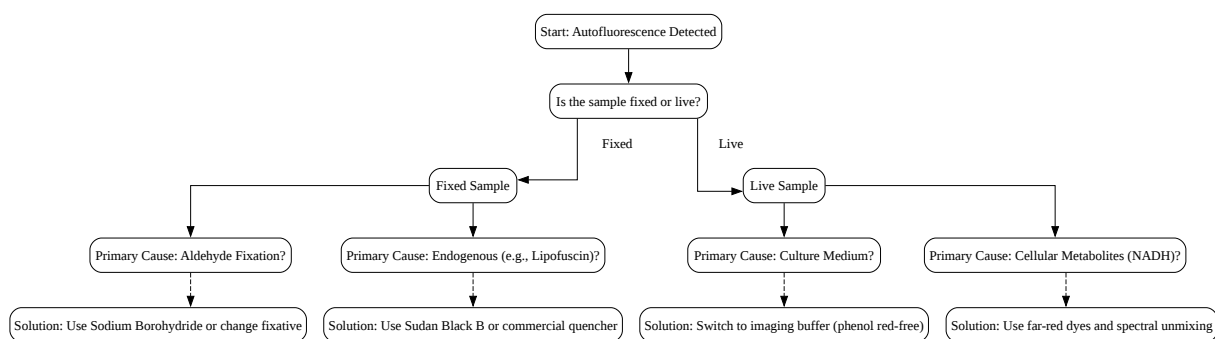 Start: Autofluorescence Detected
Is the sample fixed or live?
Fixed
Live
Fixed Sample
Live Sample
Primary Cause: Aldehyde Fixation?
Primary Cause: Endogenous (e.g., Lipofuscin)?
Primary Cause: Culture Medium?
Primary Cause: Cellular Metabolites (NADH)?
Solution: Use Sodium Borohydride or change fixative
Solution: Use Sudan Black B or commercial quencher
Solution: Switch to imaging buffer (phenol red-free)
Solution: Use far-red dyes and spectral unmixing